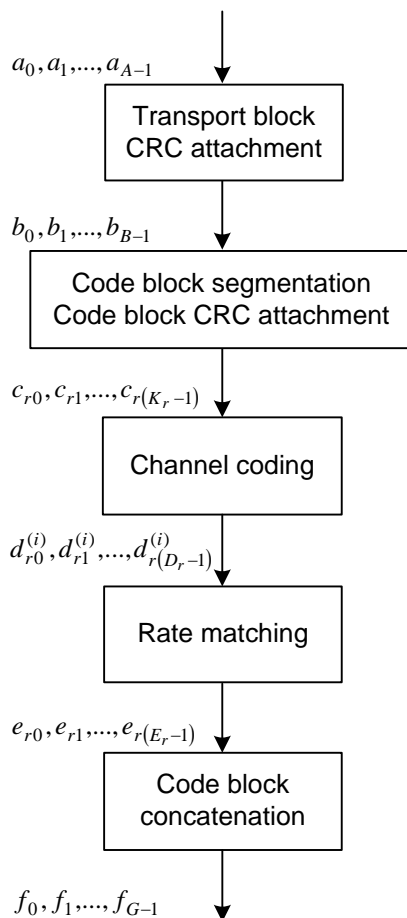 a_0, a_1,..., a_{A-1}
Transport block
CRC attachment
b_0, b_1,..., b_{B-1}
Code block segmentation
Code block CRC attachment
c_{r0}, c_{r1},..., c_{r(K_r-1)}
Channel coding
d_{r0}^{(i)}, d_{r1}^{(i)},..., d_{r(D_r-1)}^{(i)}
Rate matching
e_{r0}, e_{r1},..., e_{r(E_r-1)}
Code block
concatenation
f_0, f_1,..., f_{G-1}